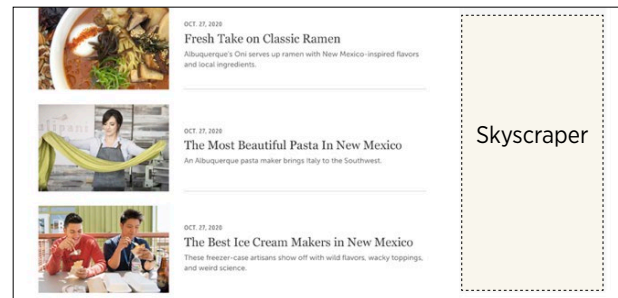 OCT. 27, 2020
Fresh Take on Classic Ramen
Albuquerque's Oni serves up ramen with New Mexico-inspired flavors
and local ingredients.
OCT. 27, 2020
The Most Beautiful Pasta In New Mexico
An Albuquerque pasta maker brings Italy to the Southwest.
OCT. 27, 2020
The Best Ice Cream Makers in New Mexico
These freezer-case artisans show off with wild flavors, wacky toppings,
and weird science.
Skyscraper